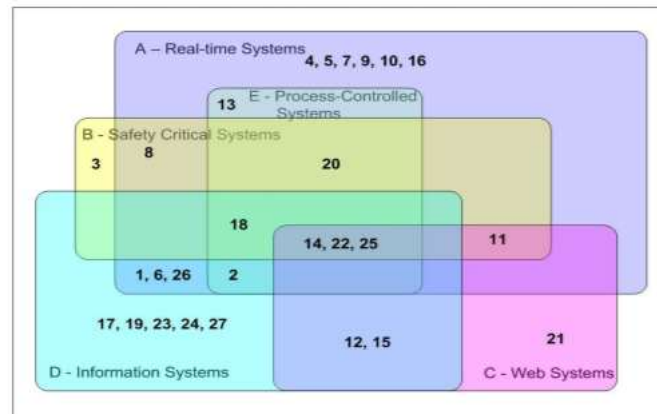 A – Real-time Systems
4, 5, 7, 9, 10, 16
13
E - Process-Controlled
Systems
B - Safety Critical Systems
8
3
20
18
14, 22, 25
11
1, 6, 26
2
17, 19, 23, 24, 27
12, 15
21
D - Information Systems
C - Web Systems